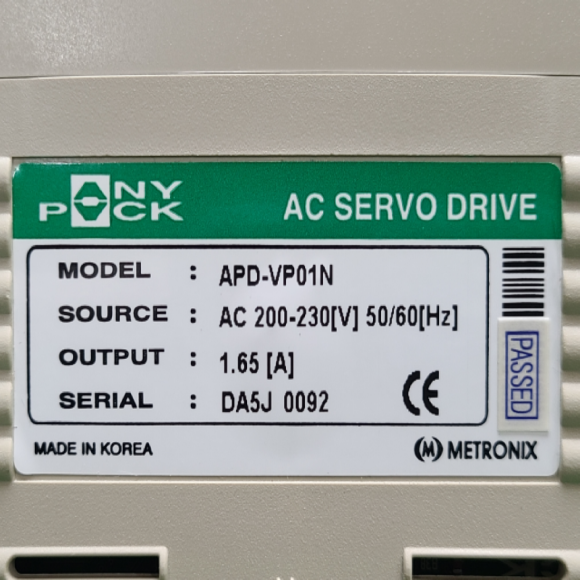 ANY PACK
AC SERVO DRIVE
MODEL : APD-VP01N
SOURCE : AC 200-230[V] 50/60[Hz]
OUTPUT : 1.65 [A]
SERIAL : DA5J 0092
CE
PASSED
MADE IN KOREA
(M) METRONIX